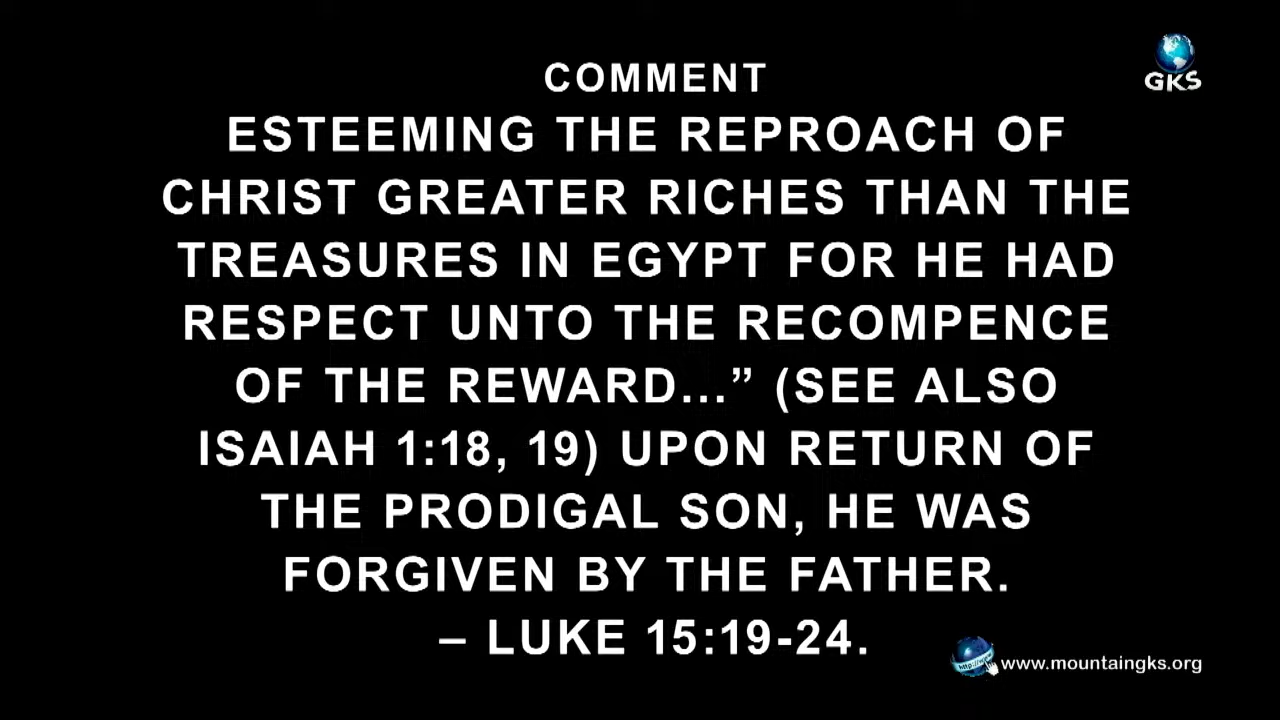 COMMENT
GKS
ESTEEMING THE REPROACH OF
CHRIST GREATER RICHES THAN THE
TREASURES IN EGYPT FOR HE HAD
RESPECT UNTO THE RECOMPENCE
OF THE REWARD...” (SEE ALSO
ISAIAH 1:18, 19) UPON RETURN OF
THE PRODIGAL SON, HE WAS
FORGIVEN BY THE FATHER.
– LUKE 15:19-24.
www.mountaingks.org